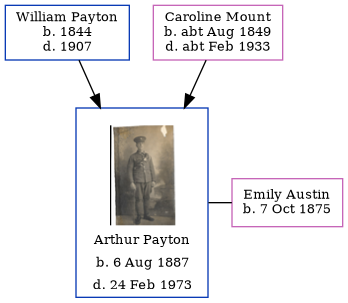 William Payton
b. 1844
d. 1907
Caroline Mount
b. abt Aug 1849
d. abt Feb 1933
Arthur Payton
b. 6 Aug 1887
d. 24 Feb 1973
Emily Austin
b. 7 Oct 1875